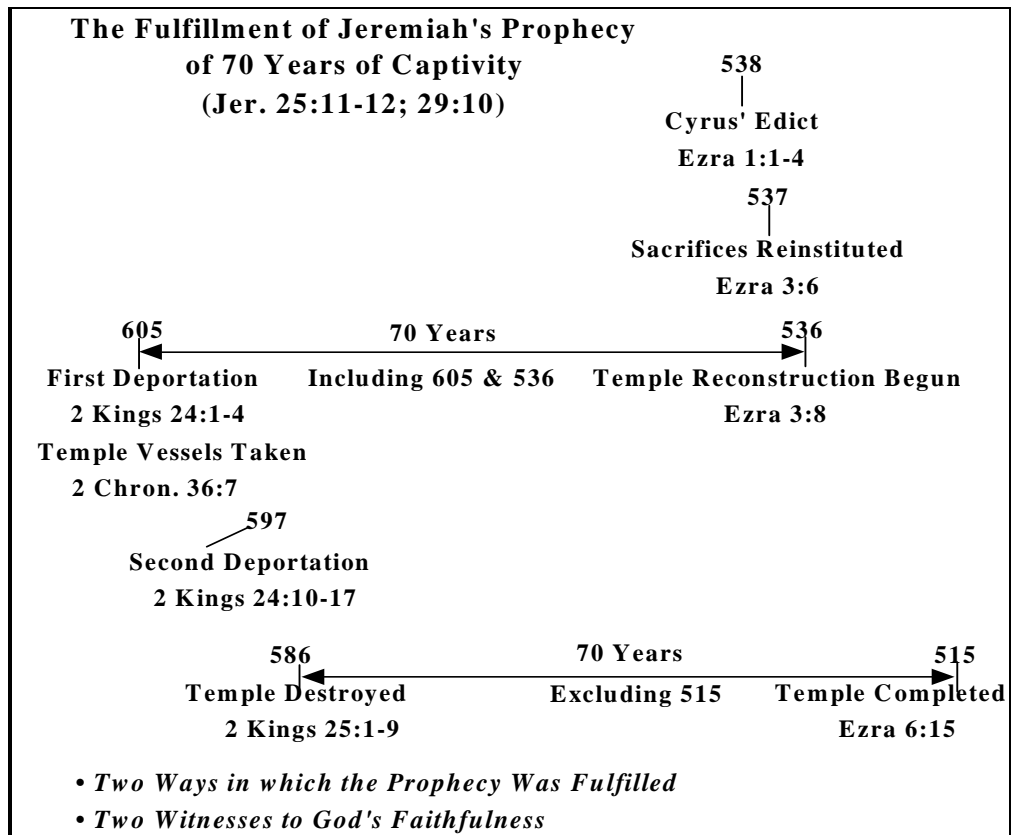 The Fulfillment of Jeremiah's Prophecy
of 70 Years of Captivity
(Jer. 25:11-12; 29:10)
538
Cyrus' Edict
Ezra 1:1-4
537
Sacrifices Reinstituted
Ezra 3:6
605 70 Years 536
First Deportation Including 605 & 536 Temple Reconstruction Begun
2 Kings 24:1-4 Ezra 3:8
Temple Vessels Taken
2 Chron. 36:7
597
Second Deportation
2 Kings 24:10-17
586 70 Years 515
Temple Destroyed Excluding 515 Temple Completed
2 Kings 25:1-9 Ezra 6:15
• Two Ways in which the Prophecy Was Fulfilled
• Two Witnesses to God's Faithfulness